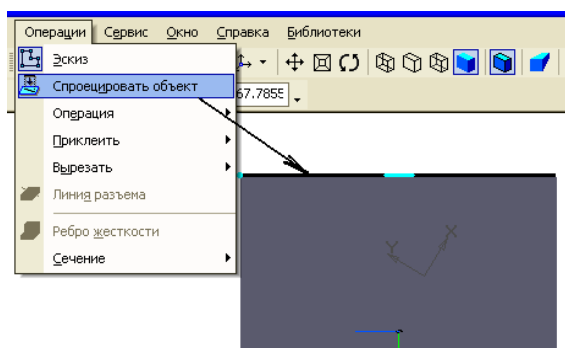 Операции Сервис Окно Справка Библиотеки
Эскиз
Спроецировать объект
67.7855
Операция
Приклеить
Вырезать
Линия разъема
Ребро жесткости
Сечение
Y X